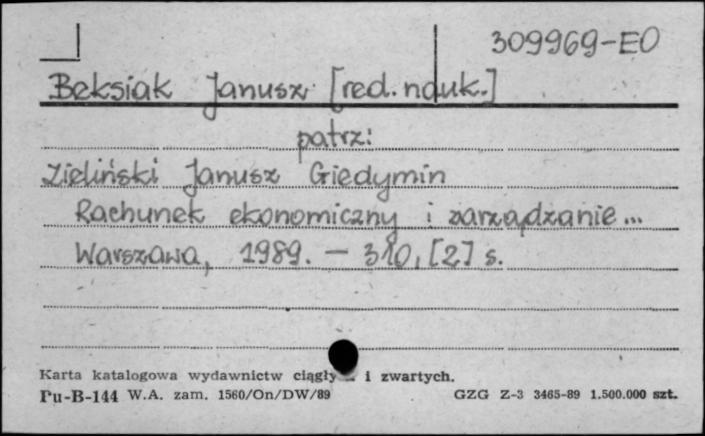 309969-EO
Beksiak Janusz [red. nauk.]
patrz:
Zieliński Janusz Giedymin
Rachunek ekonomiczny i zarządzanie...
Warszawa, 1989. — 310, [2] s.
Karta katalogowa wydawnictw ciągły i zwartych.
Pu-B-144 W.A. zam. 1560/On/DW/89 GZG Z-3 3465-89 1.500.000 szt.